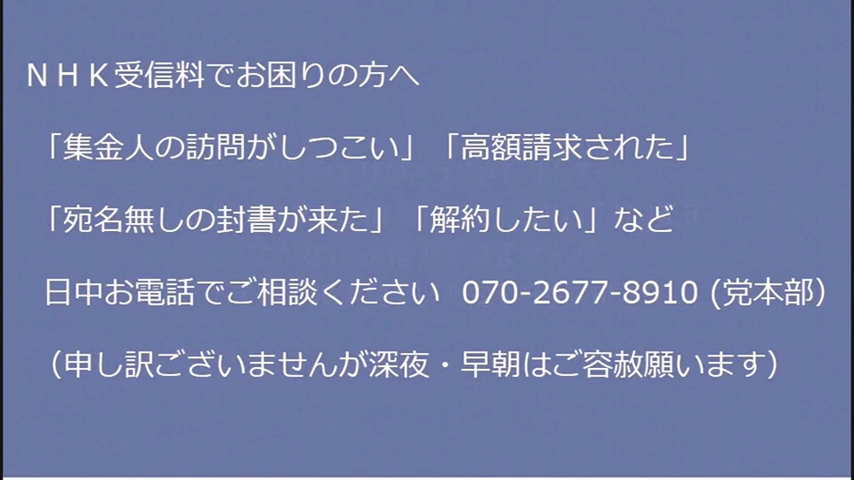 ＮＨＫ受信料でお困りの方へ
「集金人の訪問がしつこい」「高額請求された」
「宛名無しの封書が来た」「解約したい」など
日中お電話でご相談ください 070-2677-8910 (党本部）
（申し訳ございませんが深夜・早朝はご容赦願います）